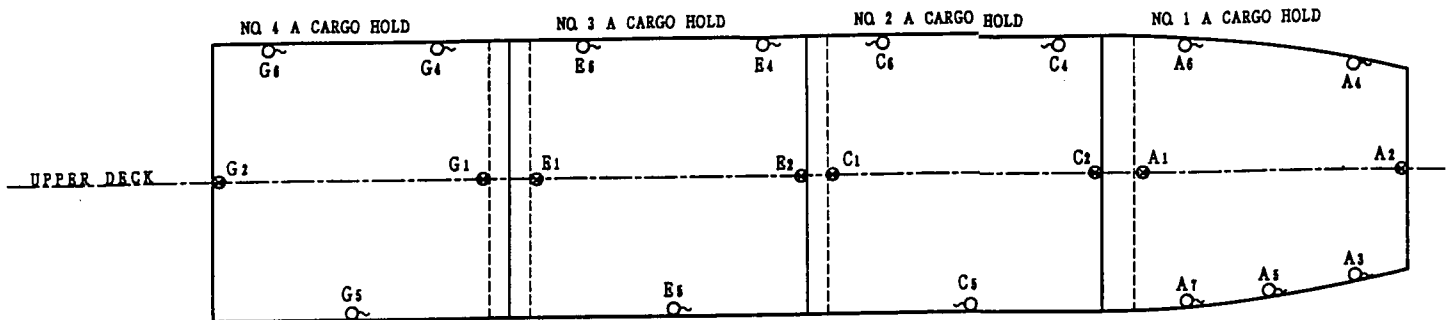 NO. 4 A CARGO HOLD
NO. 3 A CARGO HOLD
NO. 2 A CARGO HOLD
NO. 1 A CARGO HOLD
G6
G4
E6
E4
C6
C4
A6
A4
UPPER DECK
G2
G1
E1
E2
C1
C2
A1
A2
G5
E5
C5
A7
A5
A3